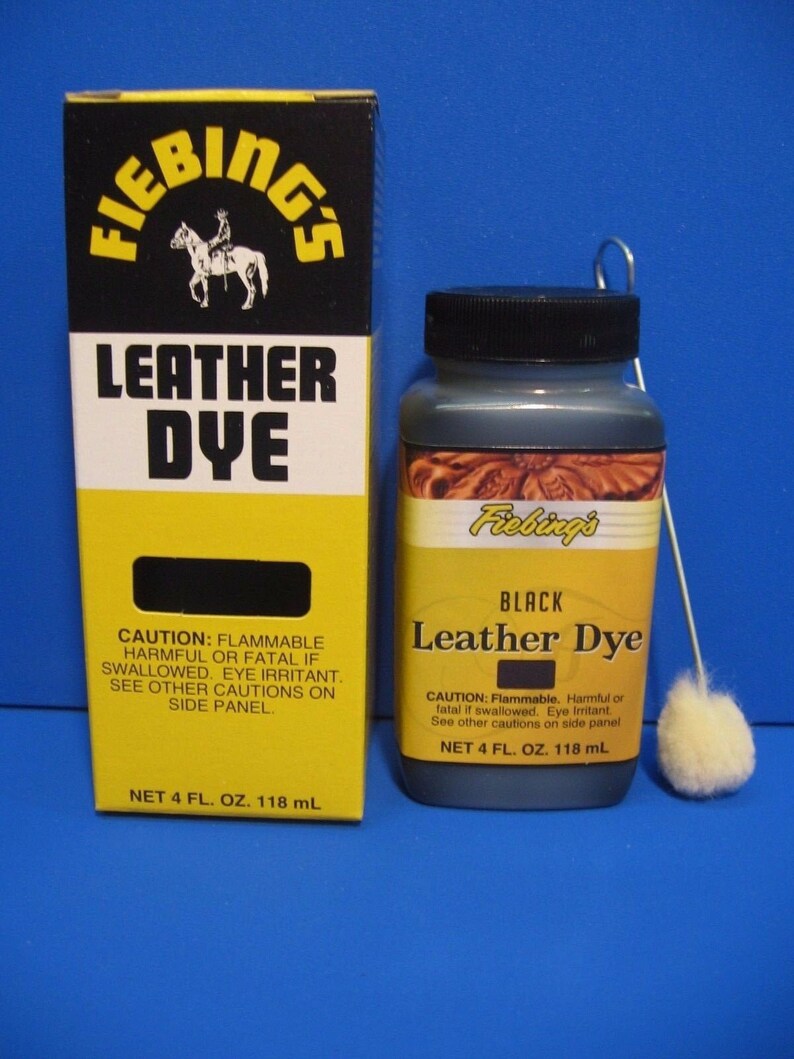 FIEBING'S
LEATHER
DYE
CAUTION: FLAMMABLE
HARMFUL OR FATAL IF
SWALLOWED. EYE IRRITANT.
SEE OTHER CAUTIONS ON
SIDE PANEL.
NET 4 FL. OZ. 118 mL
Fiebing's
BLACK
Leather Dye
CAUTION: Flammable. Harmful or
fatal if swallowed. Eye Irritant.
See other cautions on side panel
NET 4 FL. OZ. 118 mL